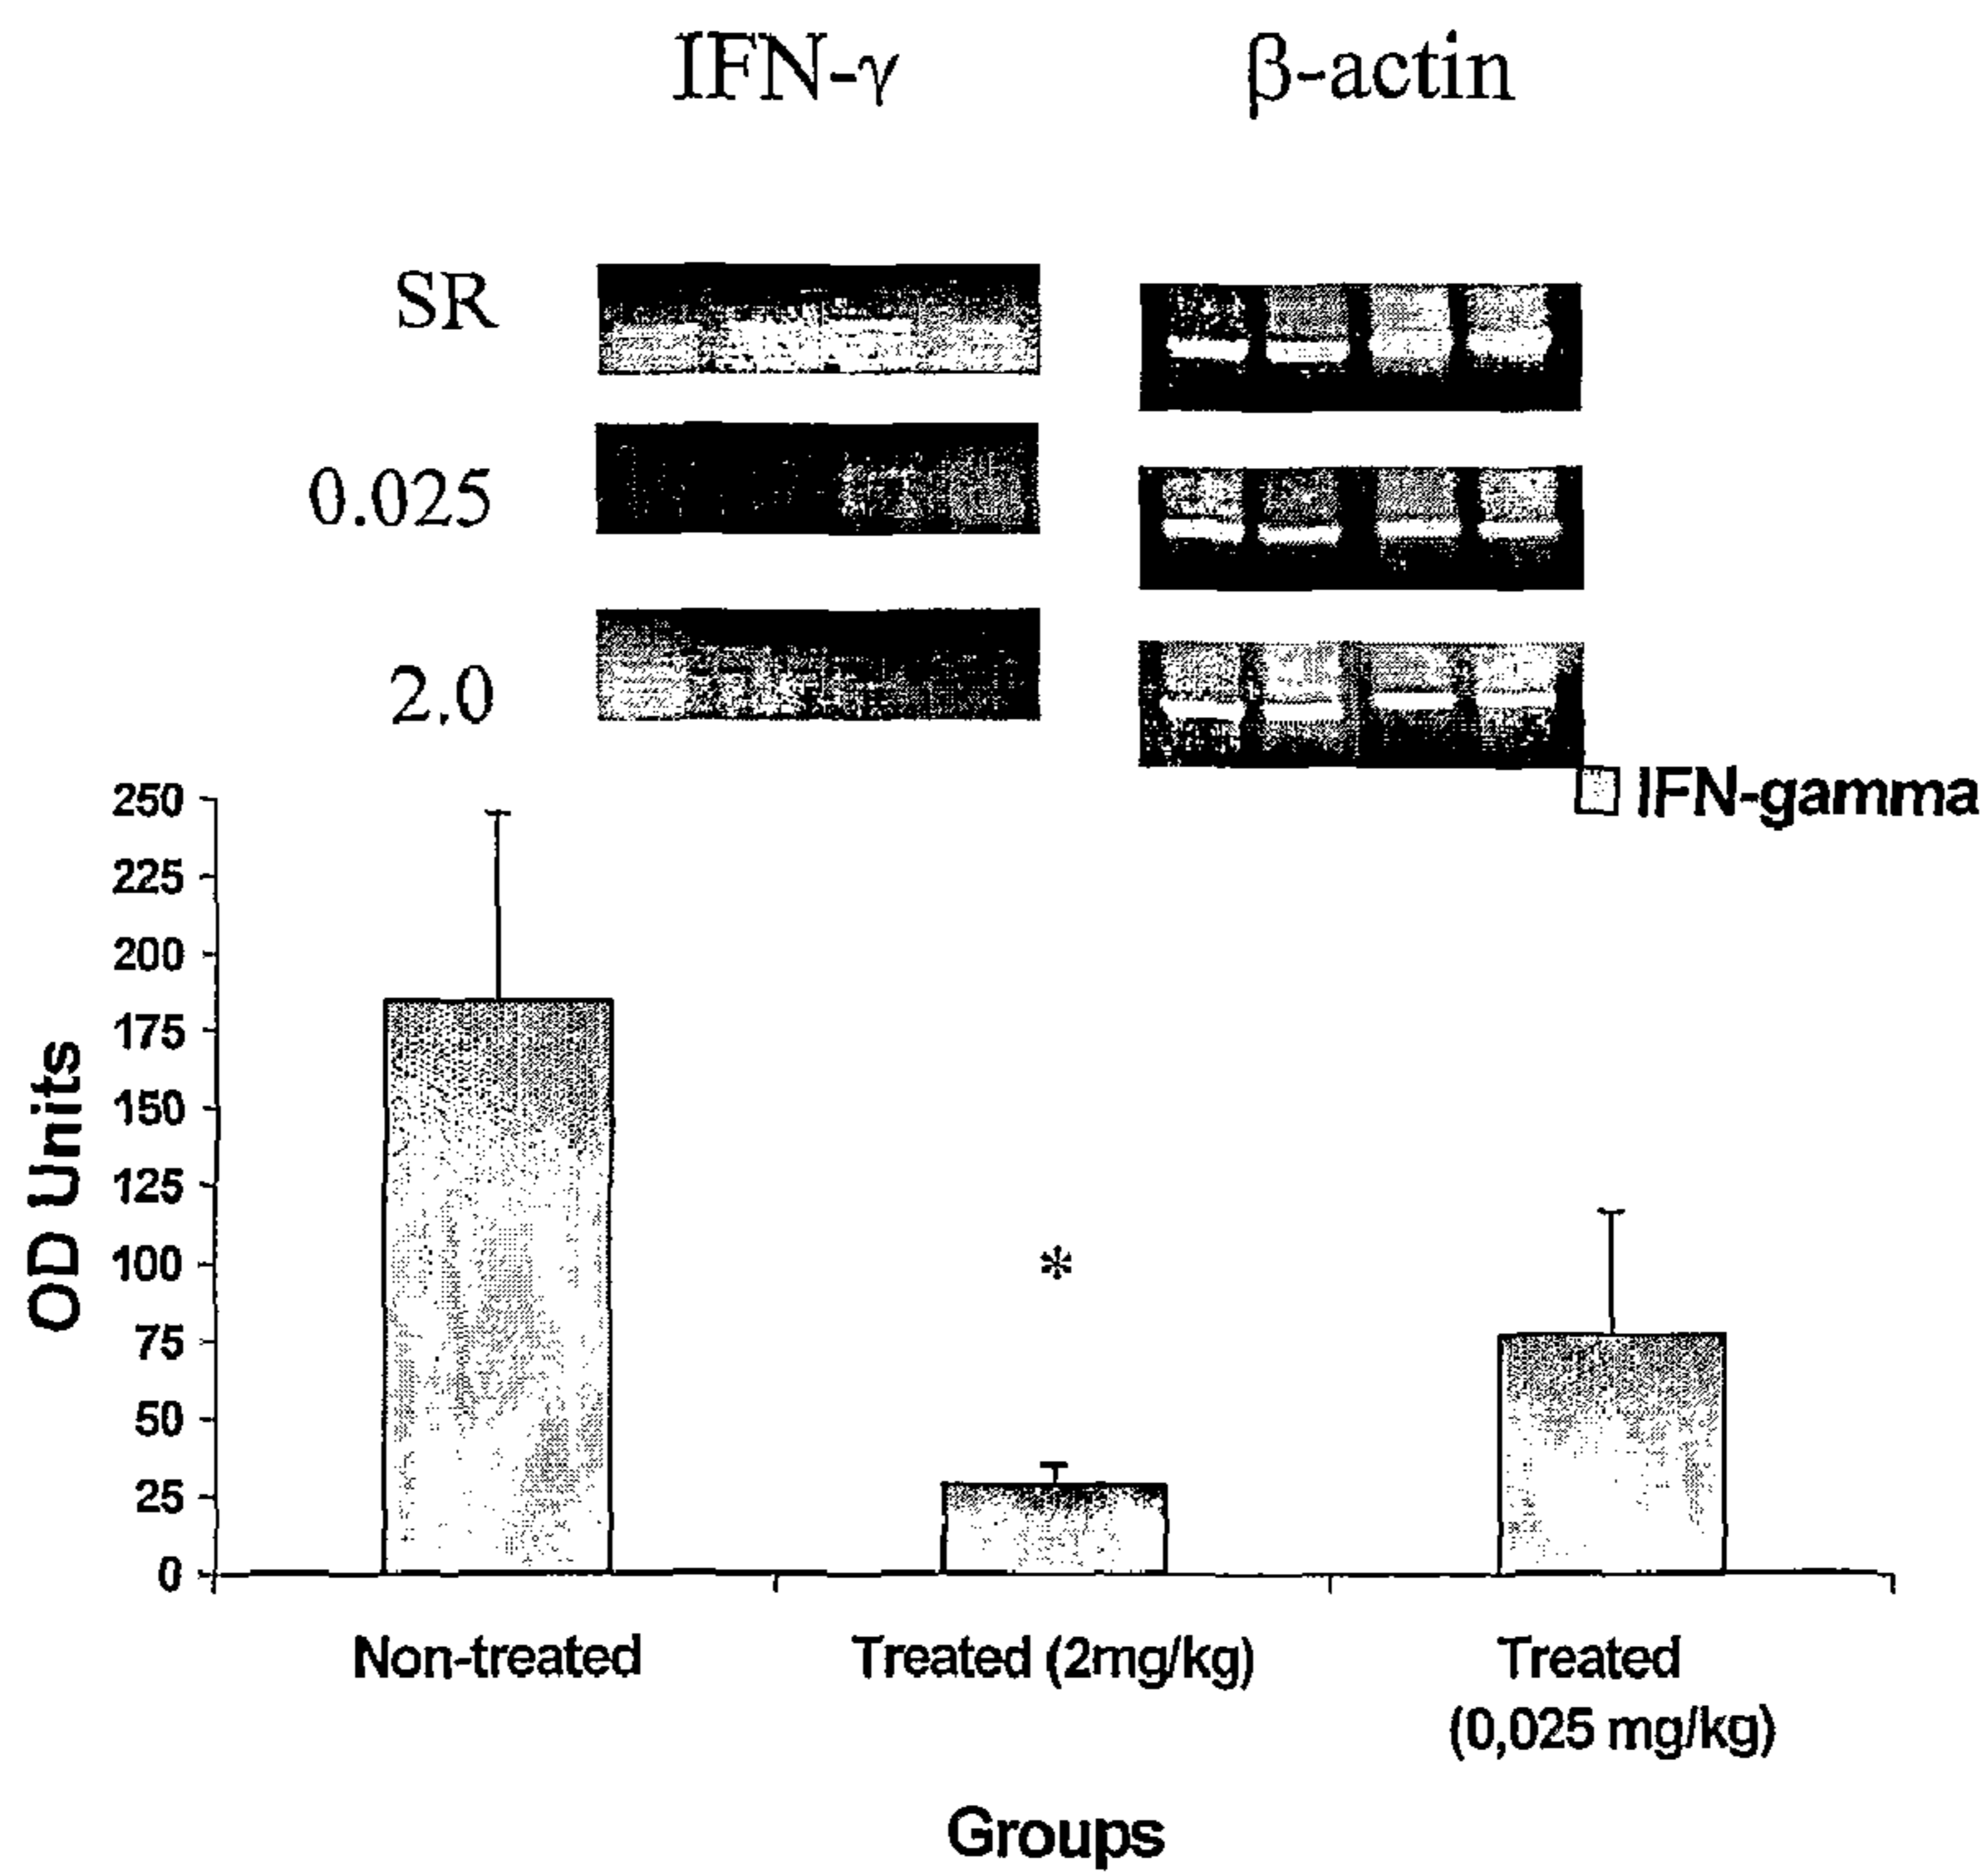 IFN-γ β-actin
SR
0.025
2.0
IFN-gamma
250
225
200
175
150
125
100
75
50
25
0
OD Units
*
Non-treated Treated (2mg/kg) Treated
(0,025 mg/kg)
Groups